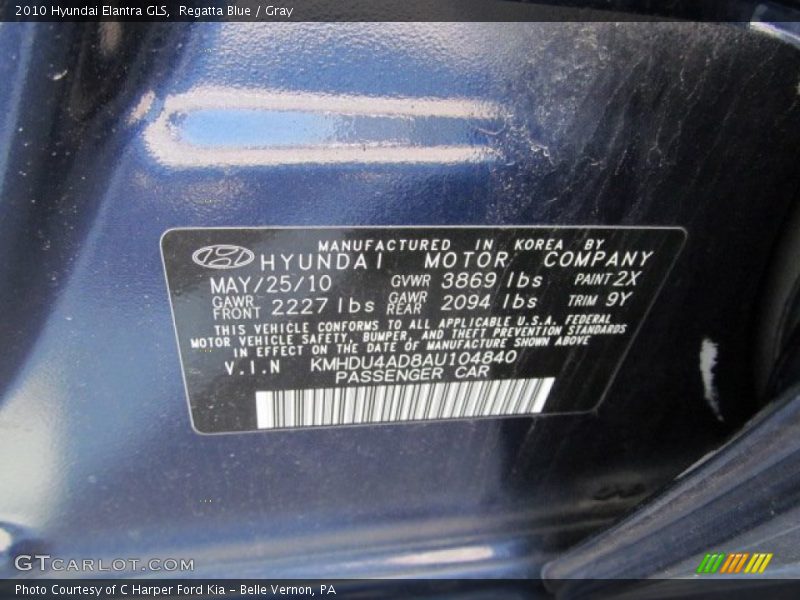 2010 Hyundai Elantra GLS, Regatta Blue / Gray
MANUFACTURED IN KOREA BY
HYUNDAI MOTOR COMPANY
MAY/25/10 GVWR 3869 lbs PAINT 2X
GAWR FRONT 2227 lbs GAWR REAR 2094 lbs TRIM 9Y
THIS VEHICLE CONFORMS TO ALL APPLICABLE U.S.A. FEDERAL
MOTOR VEHICLE SAFETY, BUMPER, AND THEFT PREVENTION STANDARDS
IN EFFECT ON THE DATE OF MANUFACTURE SHOWN ABOVE
V.I.N KMHDU4AD8AU104840
PASSENGER CAR
GTCARLOT.COM
Photo Courtesy of C Harper Ford Kia - Belle Vernon, PA